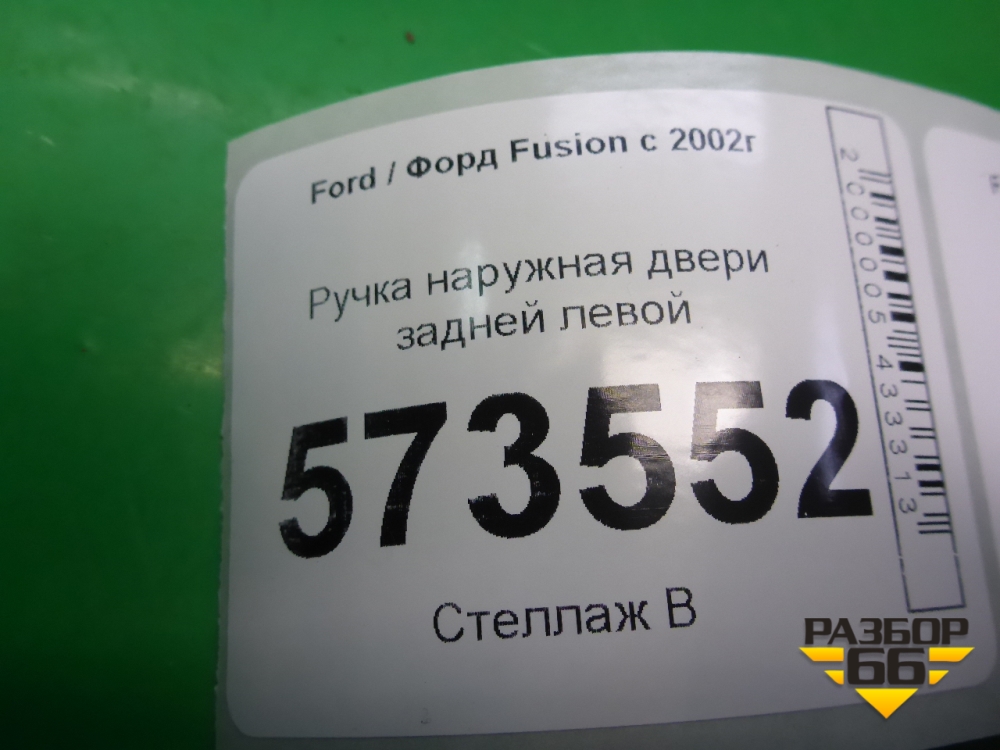 Ford / Форд Fusion с 2002г
Ручка наружная двери
задней левой
573552
Стеллаж В
2000005433313
РАЗБОР
66